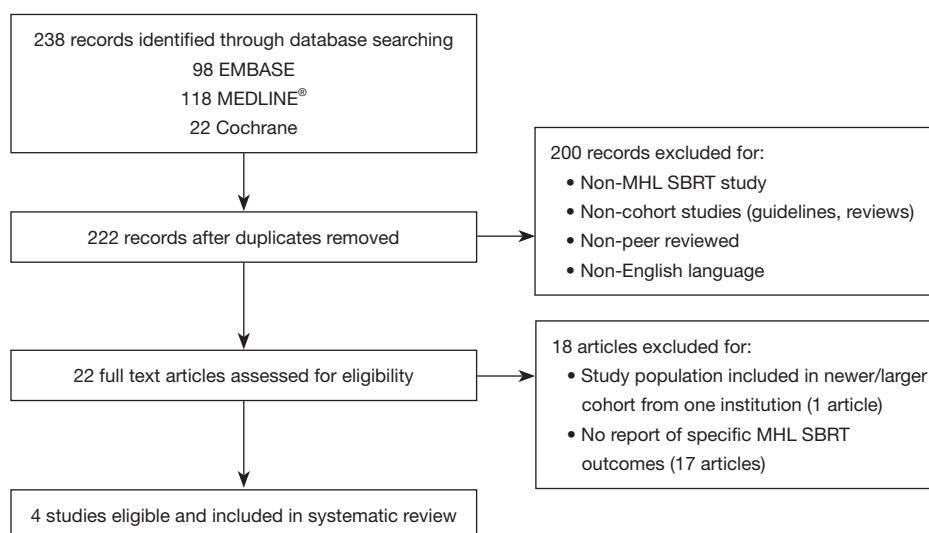 238 records identified through database searching
98 EMBASE
118 MEDLINE®
22 Cochrane
200 records excluded for:
• Non-MHL SBRT study
• Non-cohort studies (guidelines, reviews)
• Non-peer reviewed
• Non-English language
222 records after duplicates removed
18 articles excluded for:
• Study population included in newer/larger
cohort from one institution (1 article)
• No report of specific MHL SBRT
outcomes (17 articles)
22 full text articles assessed for eligibility
4 studies eligible and included in systematic review